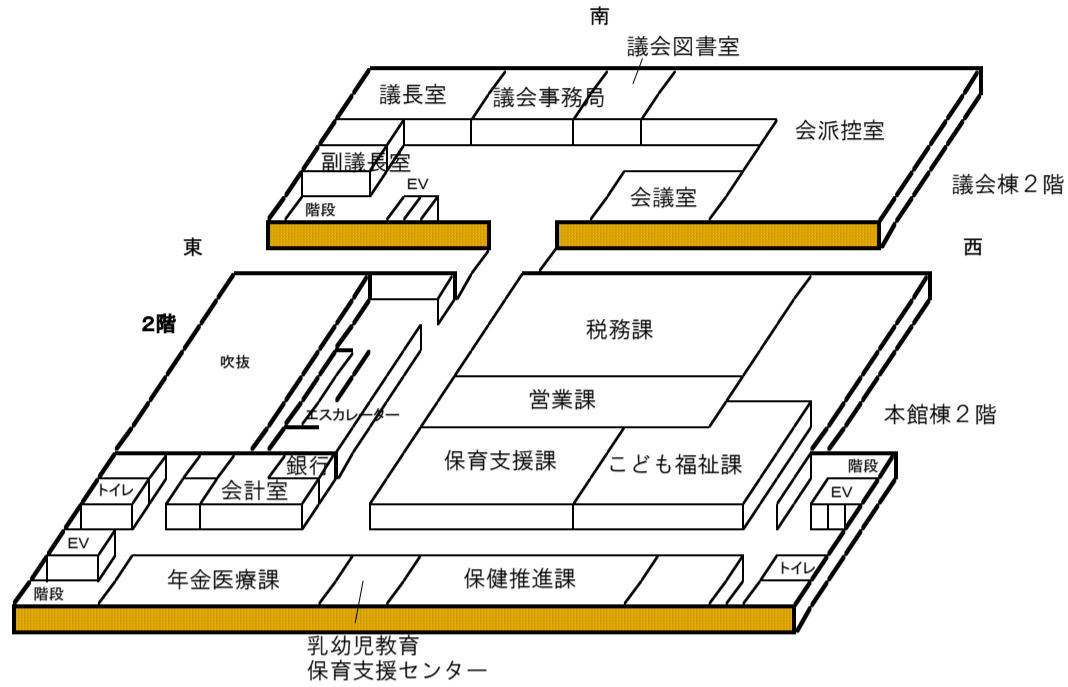 南
議会図書室
議長室
議会事務局
会派控室
副議長室
EV
階段
会議室
議会棟２階
東
西
２階
吹抜
税務課
エスカレーター
営業課
本館棟２階
銀行
保育支援課
こども福祉課
階段
トイレ
会計室
EV
EV
トイレ
階段
年金医療課
保健推進課
乳幼児教育
保育支援センター